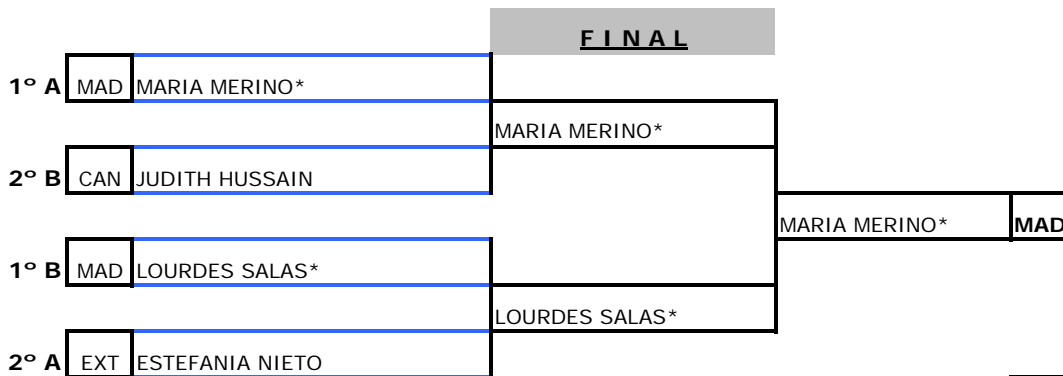 F I N A L
1º A MAD MARIA MERINO*
MARIA MERINO*
2º B CAN JUDITH HUSSAIN
MARIA MERINO* MAD
1º B MAD LOURDES SALAS*
LOURDES SALAS*
2º A EXT ESTEFANIA NIETO